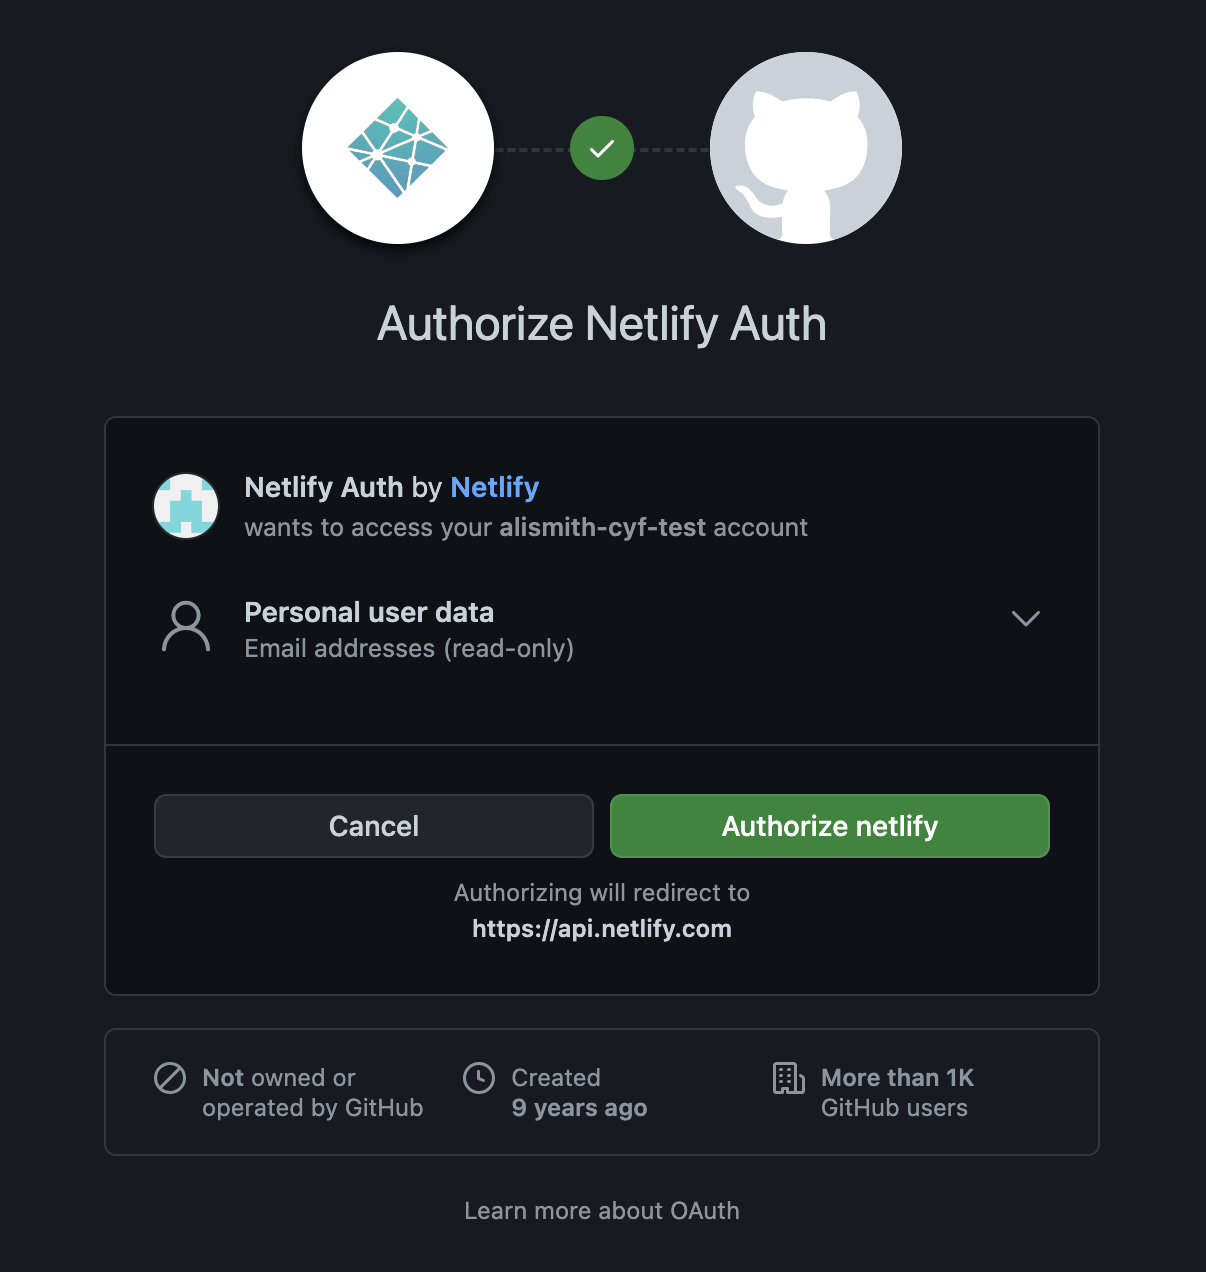 Authorize Netlify Auth
Netlify Auth by Netlify
wants to access your alismith-cyf-test account
Personal user data
Email addresses (read-only)
Cancel
Authorize netlify
Authorizing will redirect to
https://api.netlify.com
Not owned or
operated by GitHub
Created
9 years ago
More than 1K
GitHub users
Learn more about OAuth